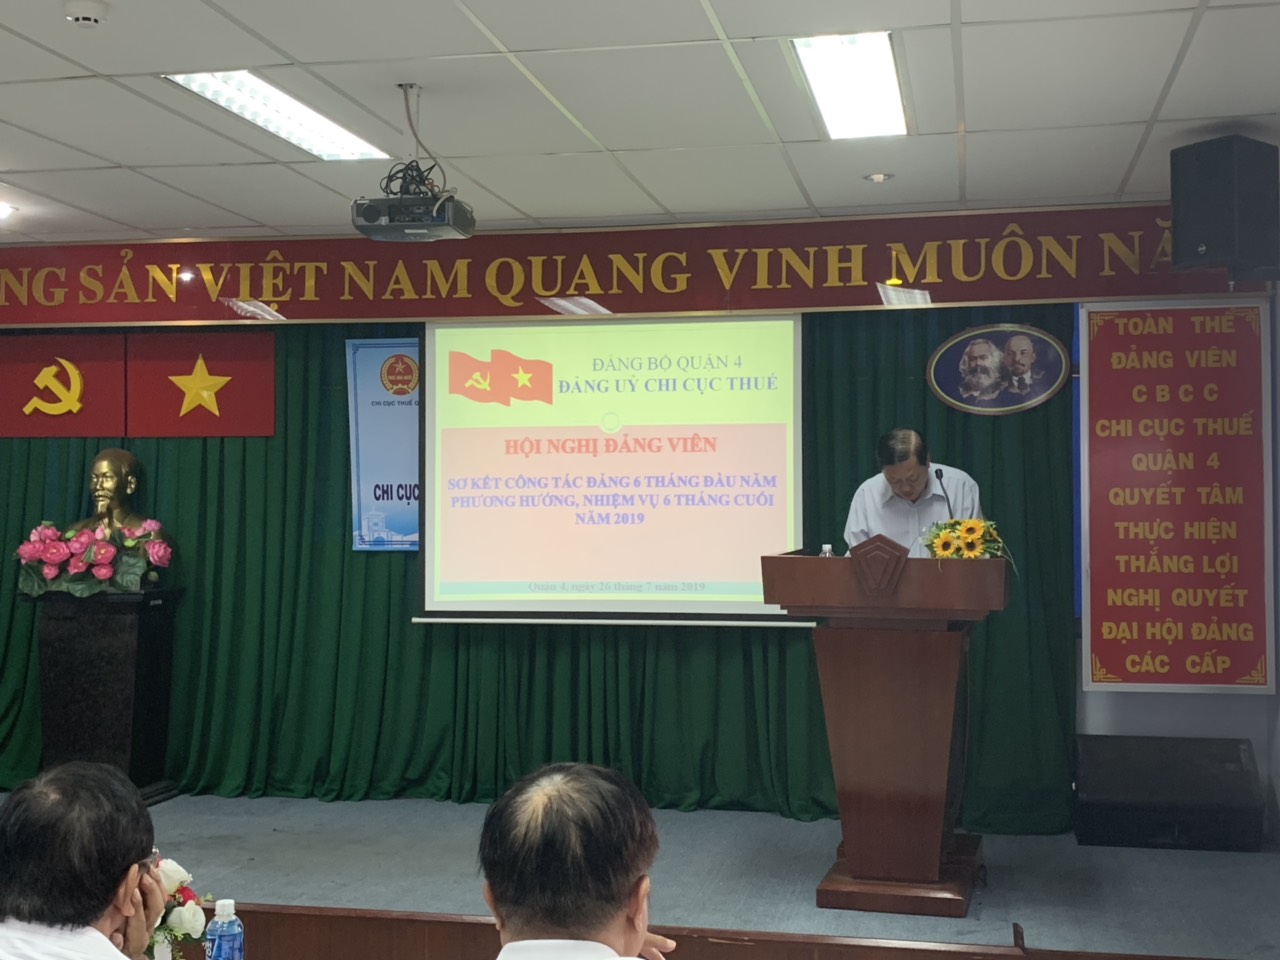 NG SẢN VIỆT NAM QUANG VINH MUÔN NĂ
CHI CỤC THUẾ Q
CHI CỤC
ĐẢNG BỘ QUẬN 4
ĐẢNG UỶ CHI CỤC THUẾ
HỘI NGHỊ ĐẢNG VIÊN
SƠ KẾT CÔNG TÁC ĐẢNG 6 THÁNG ĐẦU NĂM
PHƯƠNG HƯỚNG, NHIỆM VỤ 6 THÁNG CUỐI
NĂM 2019
Quận 4, ngày 26 tháng 7 năm 2019
TOÀN THỂ
ĐẢNG VIÊN
CBCC
CHI CỤC THUẾ
QUẬN 4
QUYẾT TÂM
THỰC HIỆN
THẮNG LỢI
NGHỊ QUYẾT
ĐẠI HỘI ĐẢNG
CÁC CẤP